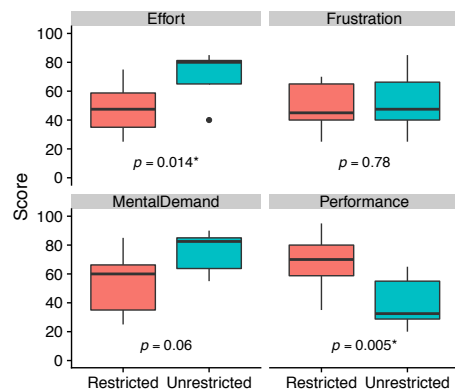 Effort Frustration
100
80
60
40
20
0
p = 0.014* p = 0.78
Score
MentalDemand Performance
100
80
60
40
20
0
p = 0.06 p = 0.005*
Restricted Unrestricted Restricted Unrestricted